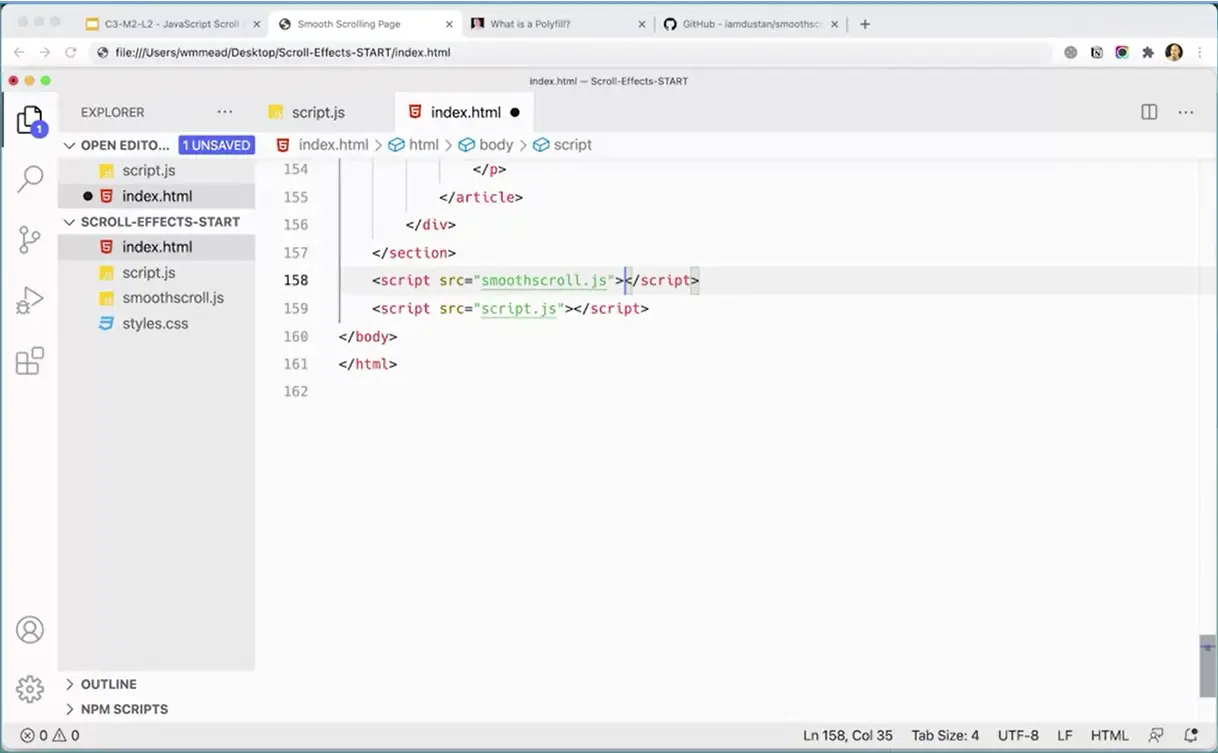 C3-M2-L2 - JavaScript Scroll
Smooth Scrolling Page
What is a Polyfill?
GitHub - iamdustan/smoothsc
file:///Users/wmmead/Desktop/Scroll-Effects-START/index.html
index.html — Scroll-Effects-START
EXPLORER
script.js
index.html
1
OPEN EDITO... 1 UNSAVED
index.html > html > body > script
script.js
index.html
SCROLL-EFFECTS-START
index.html
script.js
smoothscroll.js
styles.css
154 </p>
155 </article>
156 </div>
157 </section>
158 <script src="smoothscroll.js"></script>
159 <script src="script.js"></script>
160 </body>
161 </html>
162
OUTLINE
NPM SCRIPTS
0 0
Ln 158, Col 35 Tab Size: 4 UTF-8 LF HTML